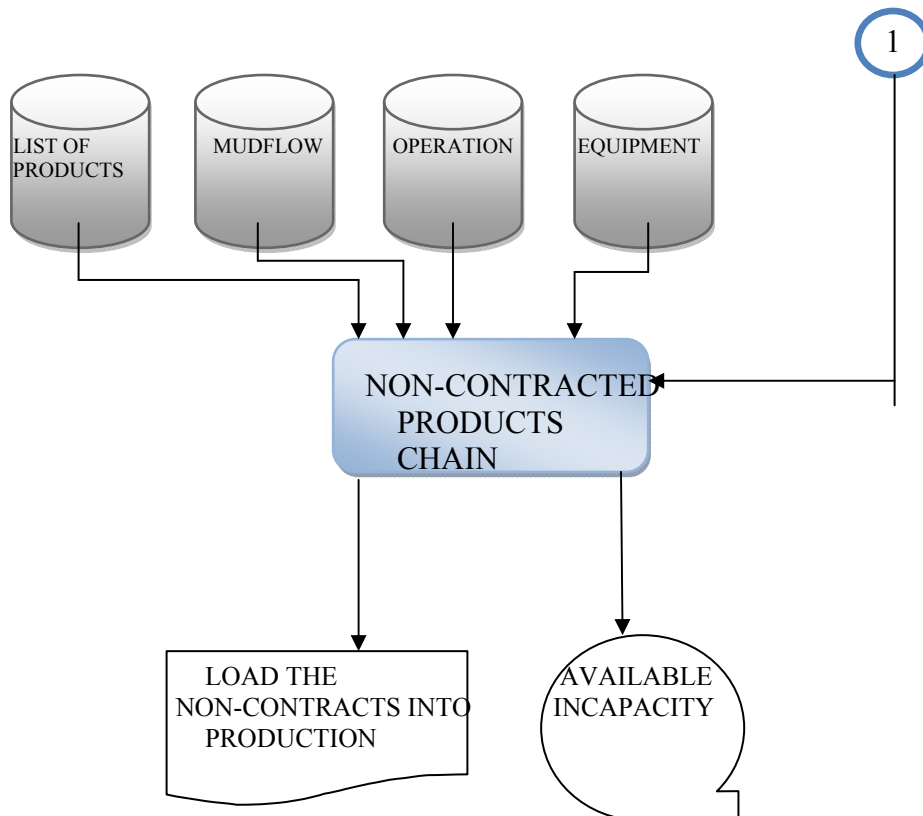 1
LIST OF
PRODUCTS
MUDFLOW
OPERATION
EQUIPMENT
NON-CONTRACTED
PRODUCTS
CHAIN
LOAD THE
NON-CONTRACTS INTO
PRODUCTION
AVAILABLE
INCAPACITY